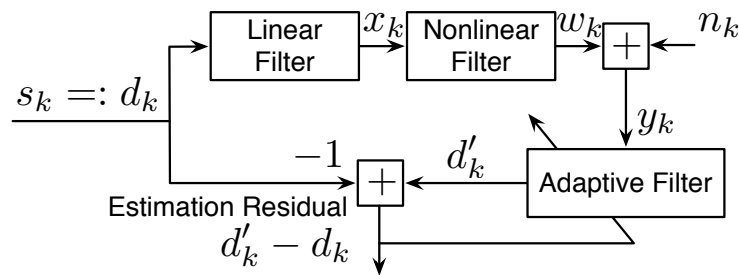 Linear
Filter
x_k
Nonlinear
Filter
w_k
+
n_k
s_k =: d_k
y_k
−1
+
d′_k
Adaptive Filter
Estimation Residual
d′_k − d_k